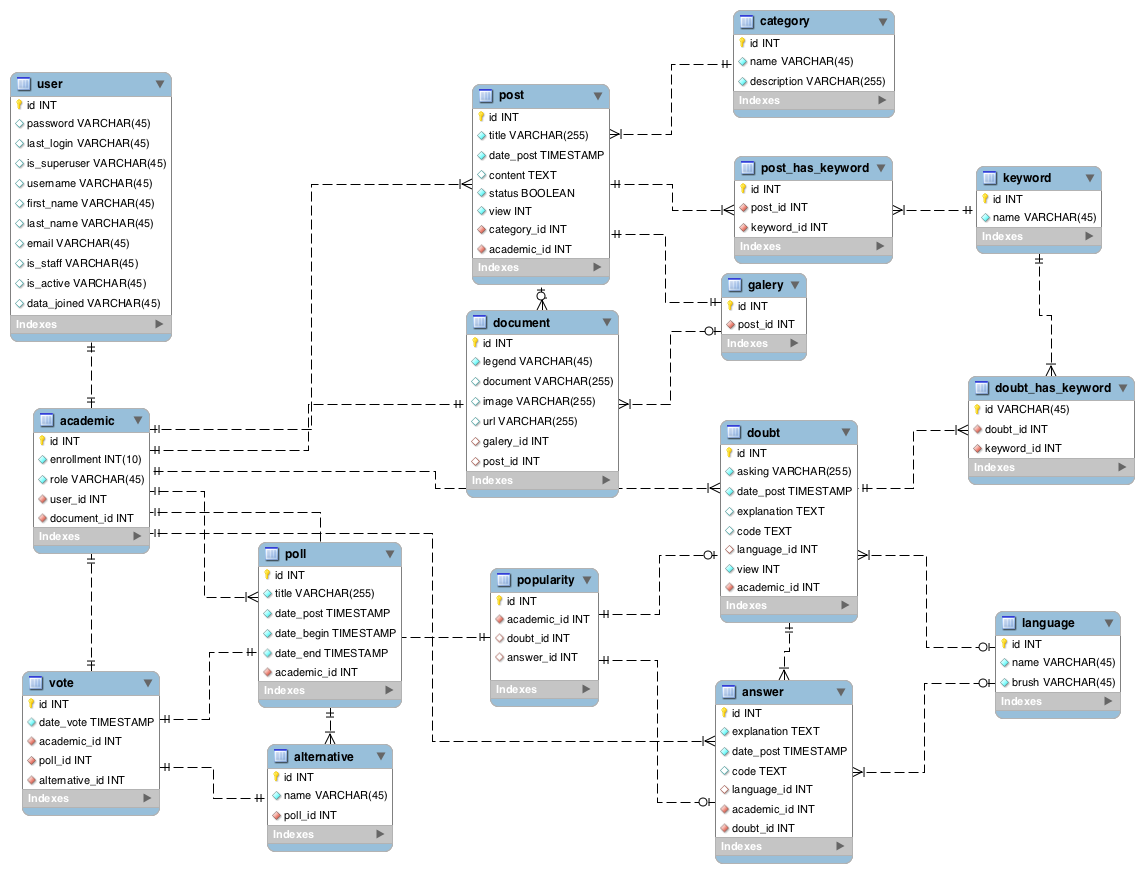 user
id INT
password VARCHAR(45)
last_login VARCHAR(45)
is_superuser VARCHAR(45)
username VARCHAR(45)
first_name VARCHAR(45)
last_name VARCHAR(45)
email VARCHAR(45)
is_staff VARCHAR(45)
is_active VARCHAR(45)
data_joined VARCHAR(45)
Indexes
academic
id INT
enrollment INT(10)
role VARCHAR(45)
user_id INT
document_id INT
Indexes
vote
id INT
date_vote TIMESTAMP
academic_id INT
poll_id INT
alternative_id INT
Indexes
poll
id INT
title VARCHAR(255)
date_post TIMESTAMP
date_begin TIMESTAMP
date_end TIMESTAMP
academic_id INT
Indexes
alternative
id INT
name VARCHAR(45)
poll_id INT
Indexes
post
id INT
title VARCHAR(255)
date_post TIMESTAMP
content TEXT
status BOOLEAN
view INT
category_id INT
academic_id INT
Indexes
document
id INT
legend VARCHAR(45)
document VARCHAR(255)
image VARCHAR(255)
url VARCHAR(255)
galery_id INT
post_id INT
Indexes
popularity
id INT
academic_id INT
doubt_id INT
answer_id INT
Indexes
category
id INT
name VARCHAR(45)
description VARCHAR(255)
Indexes
post_has_keyword
id INT
post_id INT
keyword_id INT
Indexes
galery
id INT
post_id INT
Indexes
doubt
id INT
asking VARCHAR(255)
date_post TIMESTAMP
explanation TEXT
code TEXT
language_id INT
view INT
academic_id INT
Indexes
answer
id INT
explanation TEXT
date_post TIMESTAMP
code TEXT
language_id INT
academic_id INT
doubt_id INT
Indexes
keyword
id INT
name VARCHAR(45)
Indexes
doubt_has_keyword
id VARCHAR(45)
doubt_id INT
keyword_id INT
Indexes
language
id INT
name VARCHAR(45)
brush VARCHAR(45)
Indexes